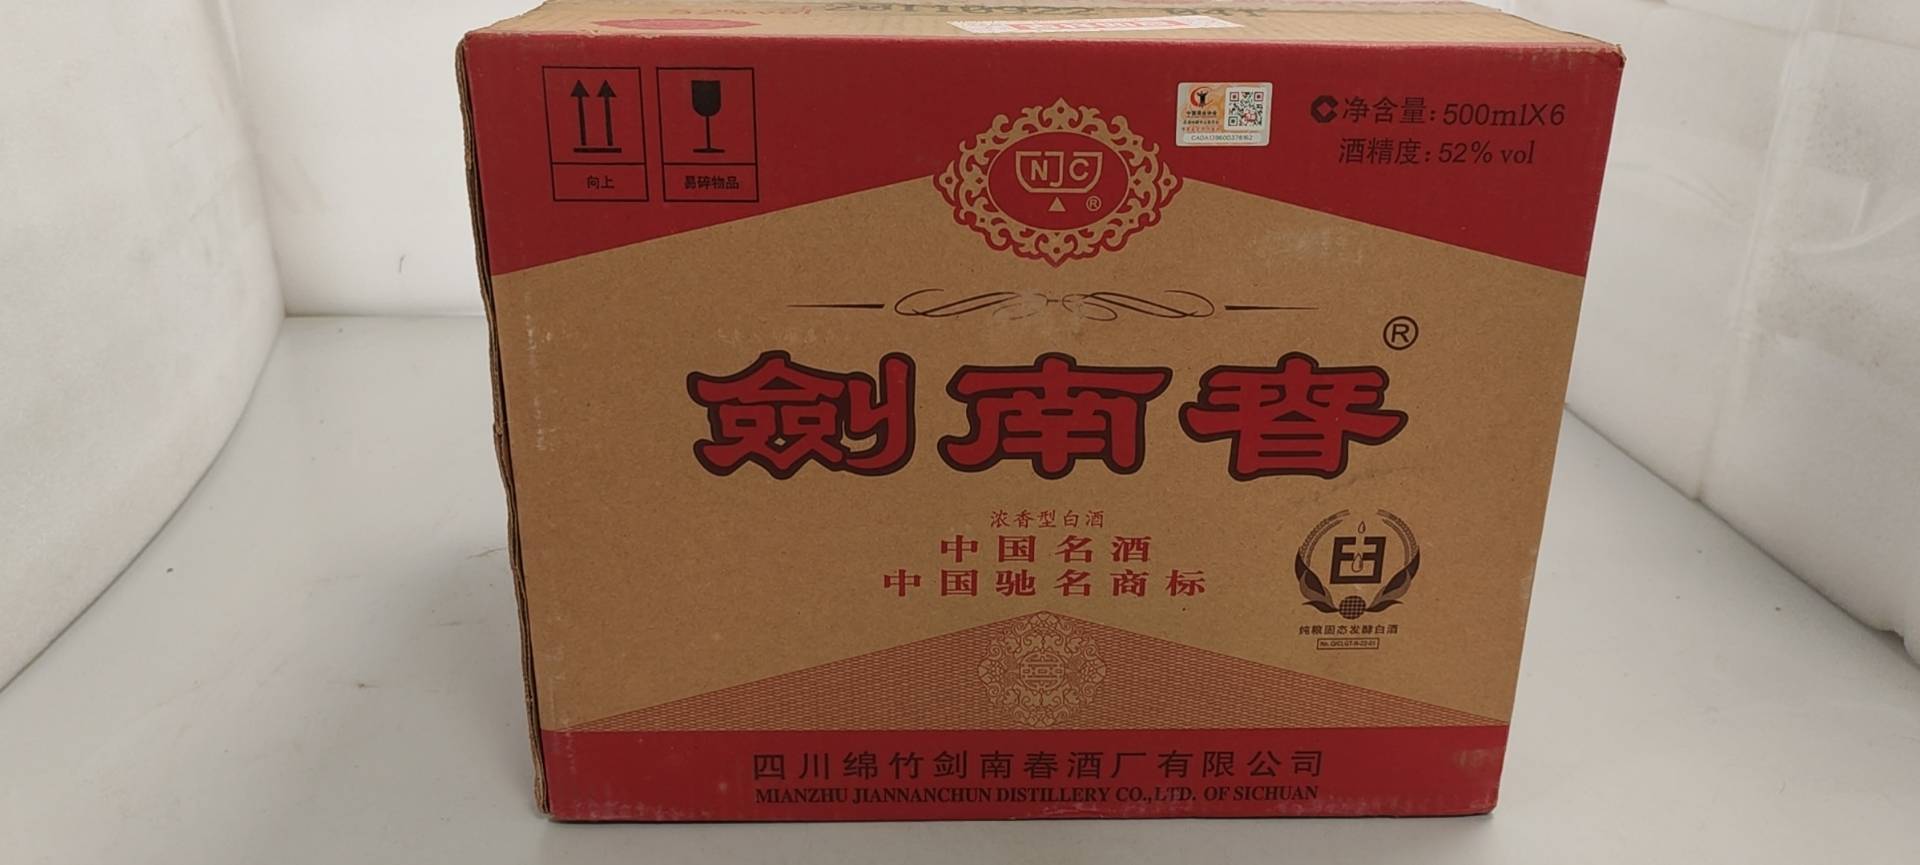 向上
易碎物品
NJC
®
净含量:500mlX6
酒精度:52%vol
®
劍南春
浓香型白酒
中国名酒
中国驰名商标
纯粮固态发酵白酒
四川绵竹剑南春酒厂有限公司
MIANZHU JIANNANCHUN DISTILLERY CO.,LTD. OF SICHUAN